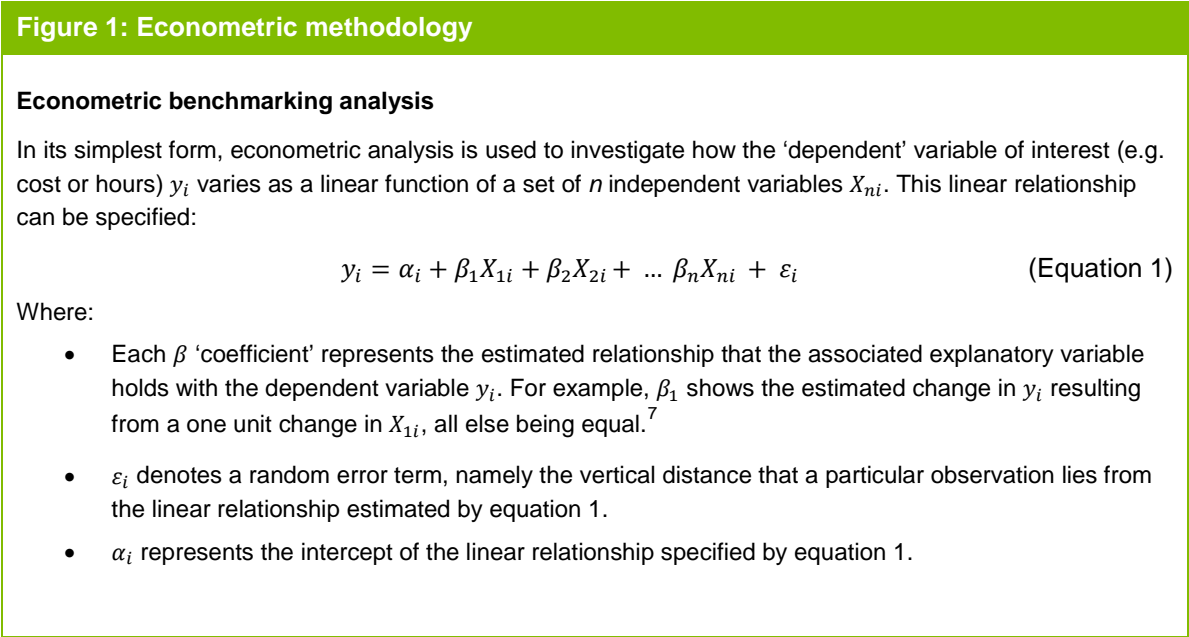 Figure 1: Econometric methodology
Econometric benchmarking analysis
In its simplest form, econometric analysis is used to investigate how the ‘dependent’ variable of interest (e.g.
cost or hours) 𝑦ᵢ varies as a linear function of a set of n independent variables 𝑋ₙᵢ. This linear relationship
can be specified:
𝑦ᵢ = 𝛼ᵢ + 𝛽₁𝑋₁ᵢ + 𝛽₂𝑋₂ᵢ + … 𝛽ₙ𝑋ₙᵢ + 𝜀ᵢ (Equation 1)
Where:
• Each 𝛽 ‘coefficient’ represents the estimated relationship that the associated explanatory variable
holds with the dependent variable 𝑦ᵢ. For example, 𝛽₁ shows the estimated change in 𝑦ᵢ resulting
from a one unit change in 𝑋₁ᵢ, all else being equal.⁷
• 𝜀ᵢ denotes a random error term, namely the vertical distance that a particular observation lies from
the linear relationship estimated by equation 1.
• 𝛼ᵢ represents the intercept of the linear relationship specified by equation 1.